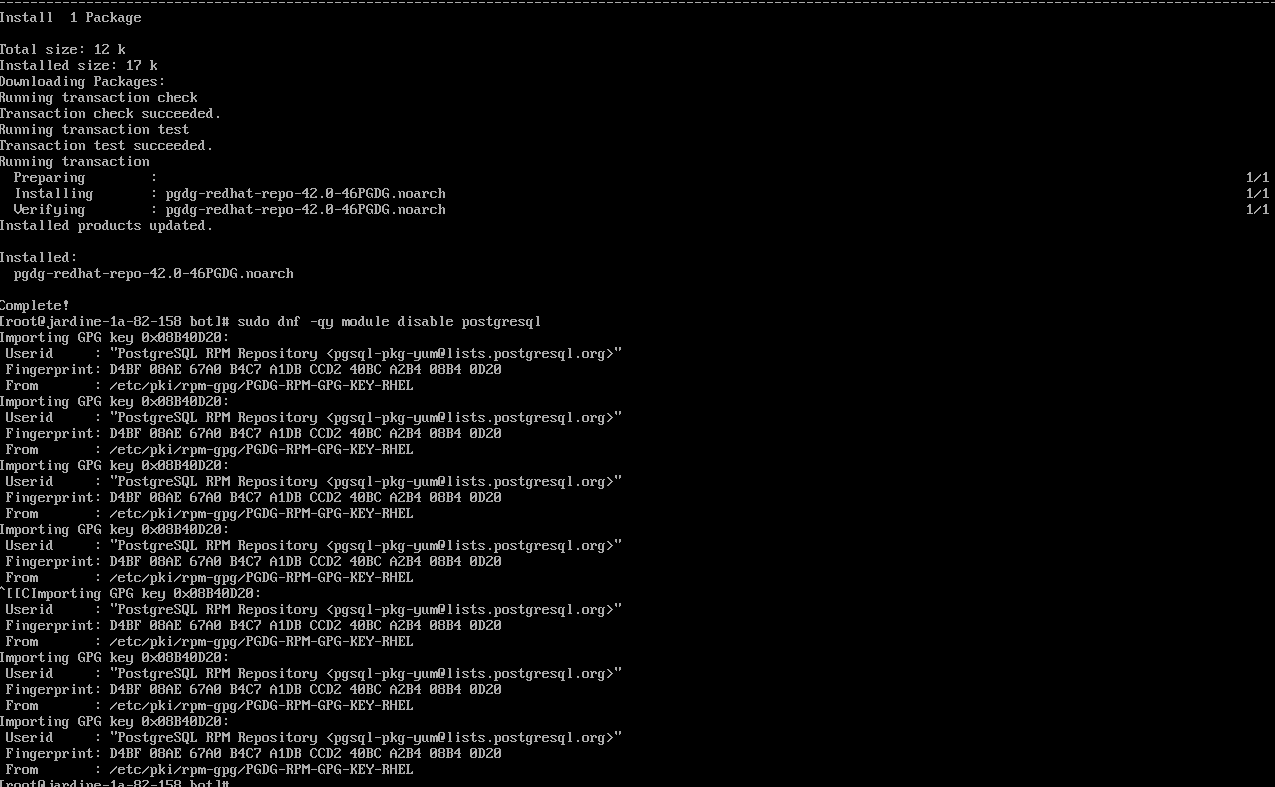 Install  1 Package
Total size: 12 k
Installed size: 17 k
Downloading Packages:
Running transaction check
Transaction check succeeded.
Running transaction test
Transaction test succeeded.
Running transaction
  Preparing        :                                                                 1/1
  Installing       : pgdg-redhat-repo-42.0-46PGDG.noarch                             1/1
  Verifying        : pgdg-redhat-repo-42.0-46PGDG.noarch                             1/1
Installed products updated.
Installed:
  pgdg-redhat-repo-42.0-46PGDG.noarch
Complete!
[root@jardine-1a-82-158 bot]# sudo dnf -qy module disable postgresql
Importing GPG key 0x08B40D20:
 Userid     : "PostgreSQL RPM Repository <pgsql-pkg-yum@lists.postgresql.org>"
 Fingerprint: D4BF 08AE 67A0 B4C7 A1DB CCD2 40BC A2B4 08B4 0D20
 From       : /etc/pki/rpm-gpg/PGDG-RPM-GPG-KEY-RHEL
Importing GPG key 0x08B40D20:
 Userid     : "PostgreSQL RPM Repository <pgsql-pkg-yum@lists.postgresql.org>"
 Fingerprint: D4BF 08AE 67A0 B4C7 A1DB CCD2 40BC A2B4 08B4 0D20
 From       : /etc/pki/rpm-gpg/PGDG-RPM-GPG-KEY-RHEL
Importing GPG key 0x08B40D20:
 Userid     : "PostgreSQL RPM Repository <pgsql-pkg-yum@lists.postgresql.org>"
 Fingerprint: D4BF 08AE 67A0 B4C7 A1DB CCD2 40BC A2B4 08B4 0D20
 From       : /etc/pki/rpm-gpg/PGDG-RPM-GPG-KEY-RHEL
Importing GPG key 0x08B40D20:
 Userid     : "PostgreSQL RPM Repository <pgsql-pkg-yum@lists.postgresql.org>"
 Fingerprint: D4BF 08AE 67A0 B4C7 A1DB CCD2 40BC A2B4 08B4 0D20
 From       : /etc/pki/rpm-gpg/PGDG-RPM-GPG-KEY-RHEL
^[[CImporting GPG key 0x08B40D20:
 Userid     : "PostgreSQL RPM Repository <pgsql-pkg-yum@lists.postgresql.org>"
 Fingerprint: D4BF 08AE 67A0 B4C7 A1DB CCD2 40BC A2B4 08B4 0D20
 From       : /etc/pki/rpm-gpg/PGDG-RPM-GPG-KEY-RHEL
Importing GPG key 0x08B40D20:
 Userid     : "PostgreSQL RPM Repository <pgsql-pkg-yum@lists.postgresql.org>"
 Fingerprint: D4BF 08AE 67A0 B4C7 A1DB CCD2 40BC A2B4 08B4 0D20
 From       : /etc/pki/rpm-gpg/PGDG-RPM-GPG-KEY-RHEL
Importing GPG key 0x08B40D20:
 Userid     : "PostgreSQL RPM Repository <pgsql-pkg-yum@lists.postgresql.org>"
 Fingerprint: D4BF 08AE 67A0 B4C7 A1DB CCD2 40BC A2B4 08B4 0D20
 From       : /etc/pki/rpm-gpg/PGDG-RPM-GPG-KEY-RHEL
[root@jardine-1a-82-158 bot]#